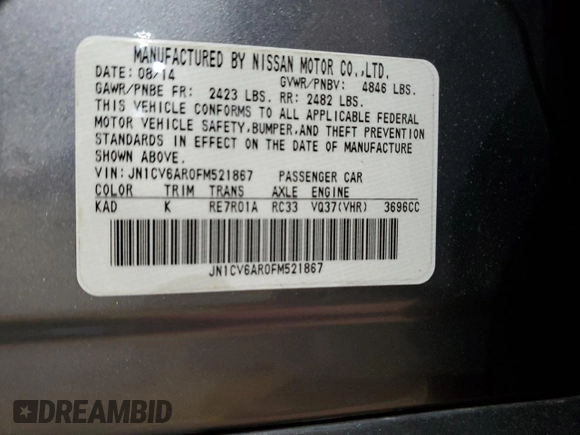 MANUFACTURED BY NISSAN MOTOR CO.,LTD.
DATE: 08/14 GVWR/PNBV: 4846 LBS.
GAWR/PNBE FR: 2423 LBS. RR: 2482 LBS.
THIS VEHICLE CONFORMS TO ALL APPLICABLE FEDERAL
MOTOR VEHICLE SAFETY,BUMPER,AND THEFT PREVENTION
STANDARDS IN EFFECT ON THE DATE OF MANUFACTURE
SHOWN ABOVE.
VIN: JN1CV6AR0FM521867 PASSENGER CAR
COLOR TRIM TRANS AXLE ENGINE
KAD K RE7R01A RC33 VQ37(VHR) 3696CC
JN1CV6AR0FM521867
DREAMBID